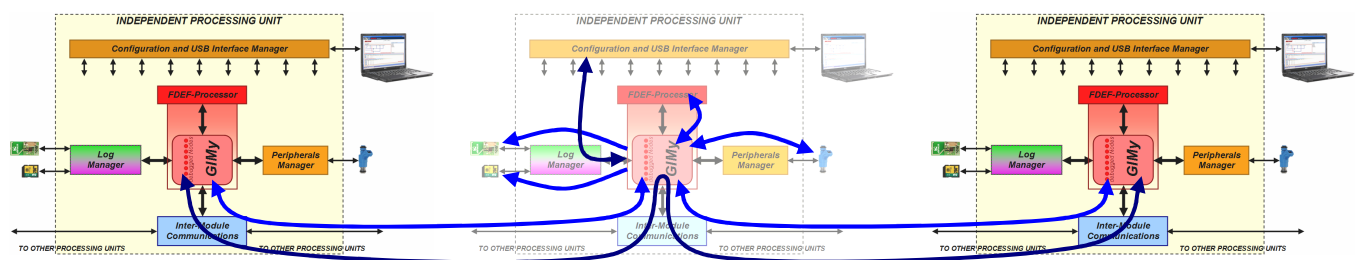 INDEPENDENT PROCESSING UNIT
Configuration and USB Interface Manager
FDEF-Processor
Log
Manager
GIMy
Peripherals
Manager
Inter-Module
Communications
TO OTHER PROCESSING UNITS
TO OTHER PROCESSING UNITS
INDEPENDENT PROCESSING UNIT
Configuration and USB Interface Manager
FDEF-Processor
Log
Manager
GIMy
Peripherals
Manager
Inter-Module
Communications
TO OTHER PROCESSING UNITS
TO OTHER PROCESSING UNITS
INDEPENDENT PROCESSING UNIT
Configuration and USB Interface Manager
FDEF-Processor
Log
Manager
GIMy
Peripherals
Manager
Inter-Module
Communications
TO OTHER PROCESSING UNITS
TO OTHER PROCESSING UNITS